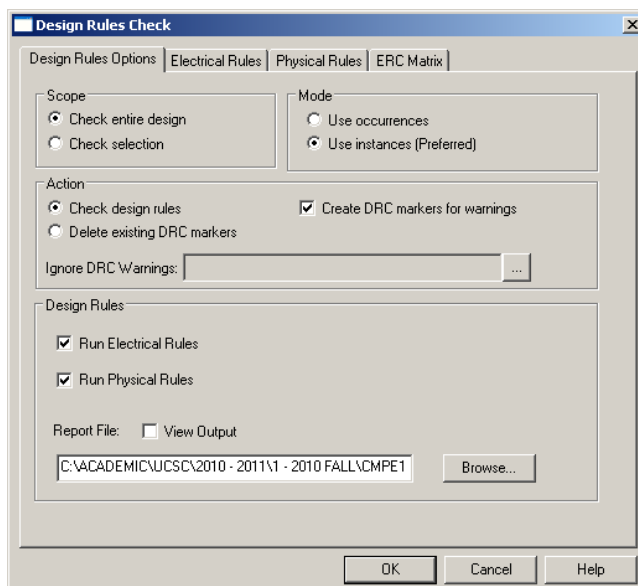 Design Rules Check
Design Rules Options Electrical Rules Physical Rules ERC Matrix
Scope
Check entire design
Check selection
Mode
Use occurrences
Use instances (Preferred)
Action
Check design rules
Create DRC markers for warnings
Delete existing DRC markers
Ignore DRC Warnings:
...
Design Rules
Run Electrical Rules
Run Physical Rules
Report File: View Output
C:\ACADEMIC\UCSC\2010 - 2011\1 - 2010 FALL\CMPE1
Browse...
OK Cancel Help